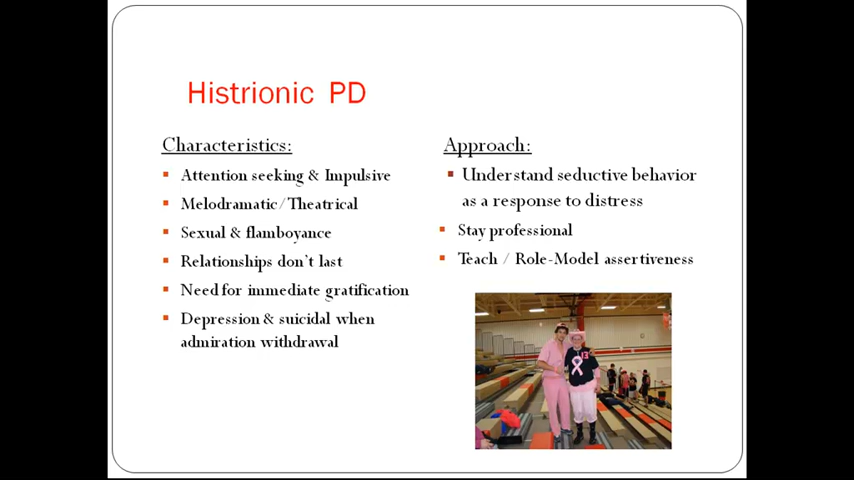 Histrionic PD
Characteristics:
Attention seeking & Impulsive
Melodramatic/Theatrical
Sexual & flamboyance
Relationships don't last
Need for immediate gratification
Depression & suicidal when
admiration withdrawal
Approach:
Understand seductive behavior
as a response to distress
Stay professional
Teach / Role-Model assertiveness
13